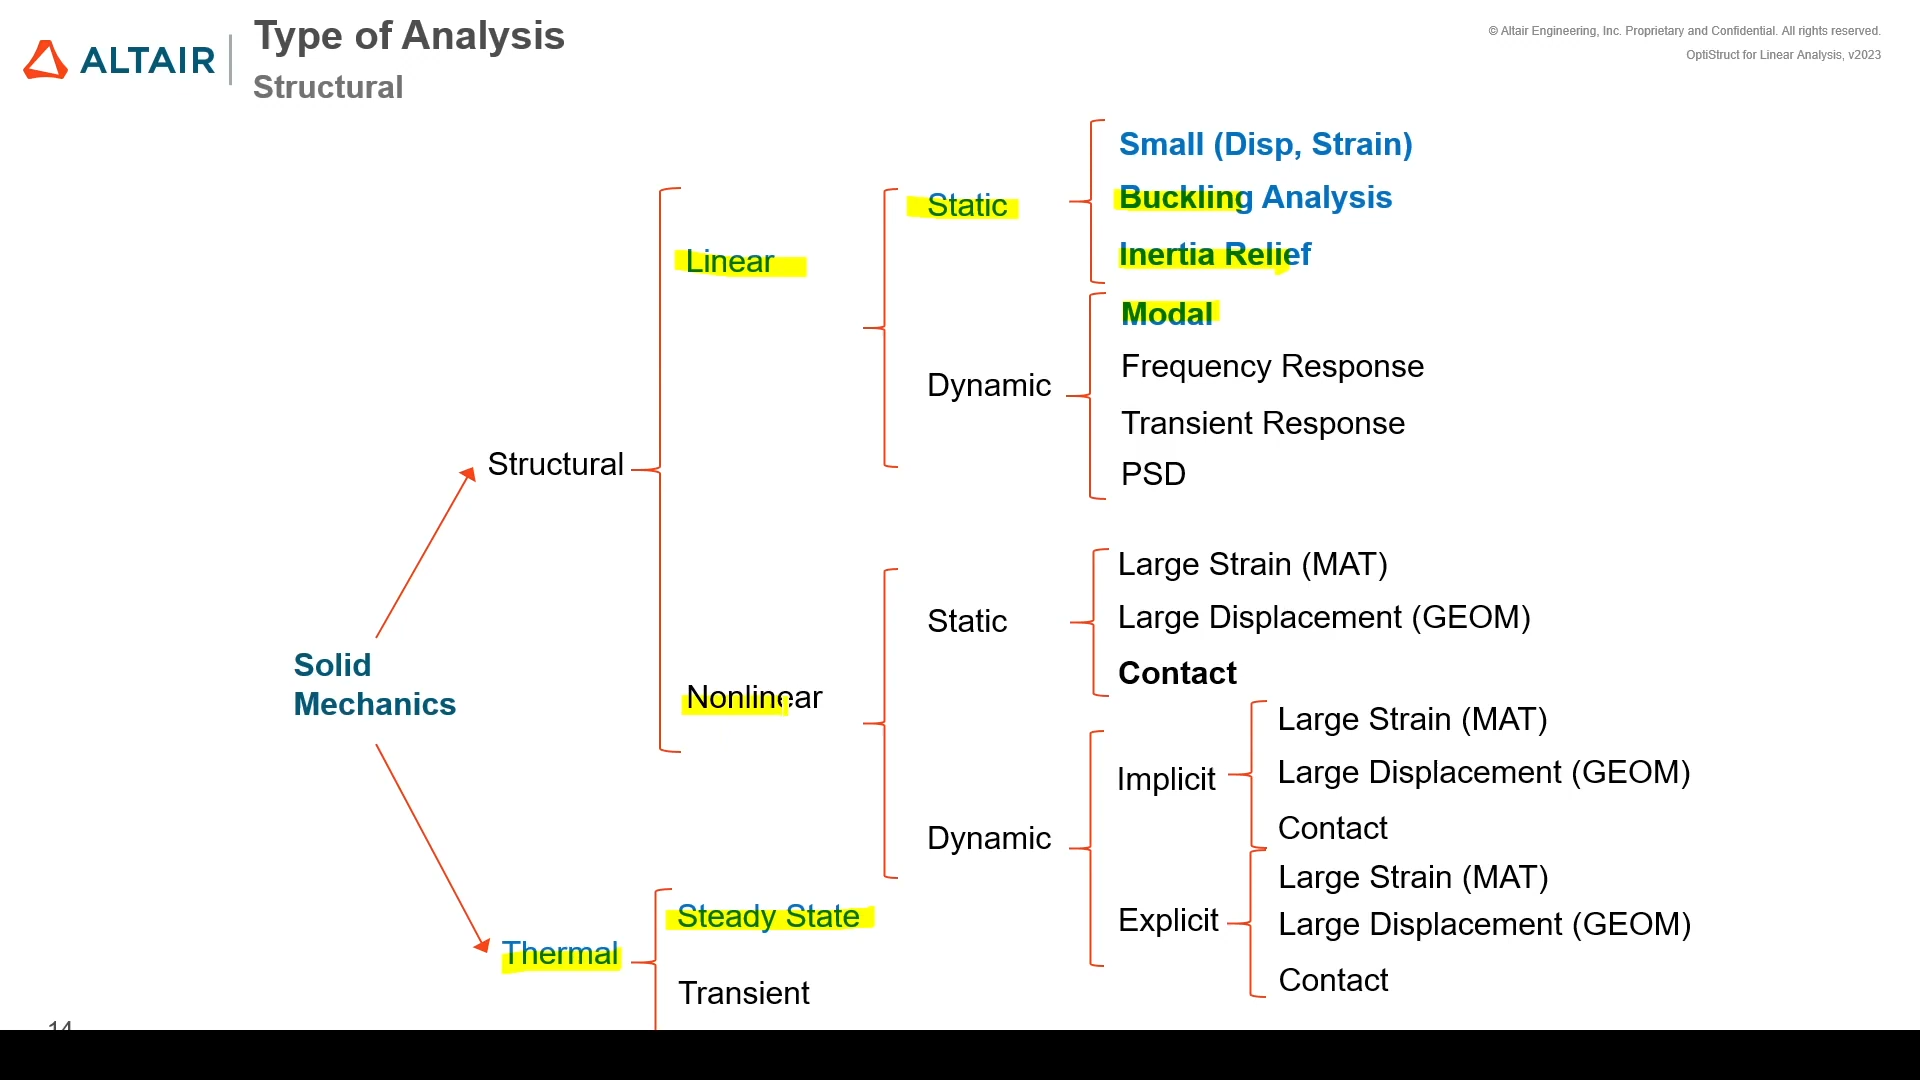 ALTAIR
Type of Analysis
Structural
© Altair Engineering, Inc. Proprietary and Confidential. All rights reserved.
OptiStruct for Linear Analysis, v2023
Small (Disp, Strain)
Static
Buckling Analysis
Linear
Inertia Relief
Modal
Frequency Response
Dynamic
Transient Response
Structural
PSD
Large Strain (MAT)
Static
Large Displacement (GEOM)
Solid
Mechanics
Contact
Nonlinear
Large Strain (MAT)
Implicit
Large Displacement (GEOM)
Dynamic
Contact
Large Strain (MAT)
Steady State
Explicit
Large Displacement (GEOM)
Thermal
Transient
Contact
14